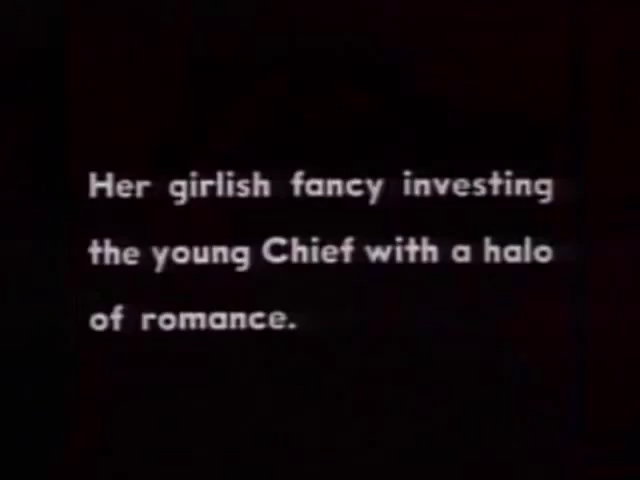 Her girlish fancy investing
the young Chief with a halo
of romance.